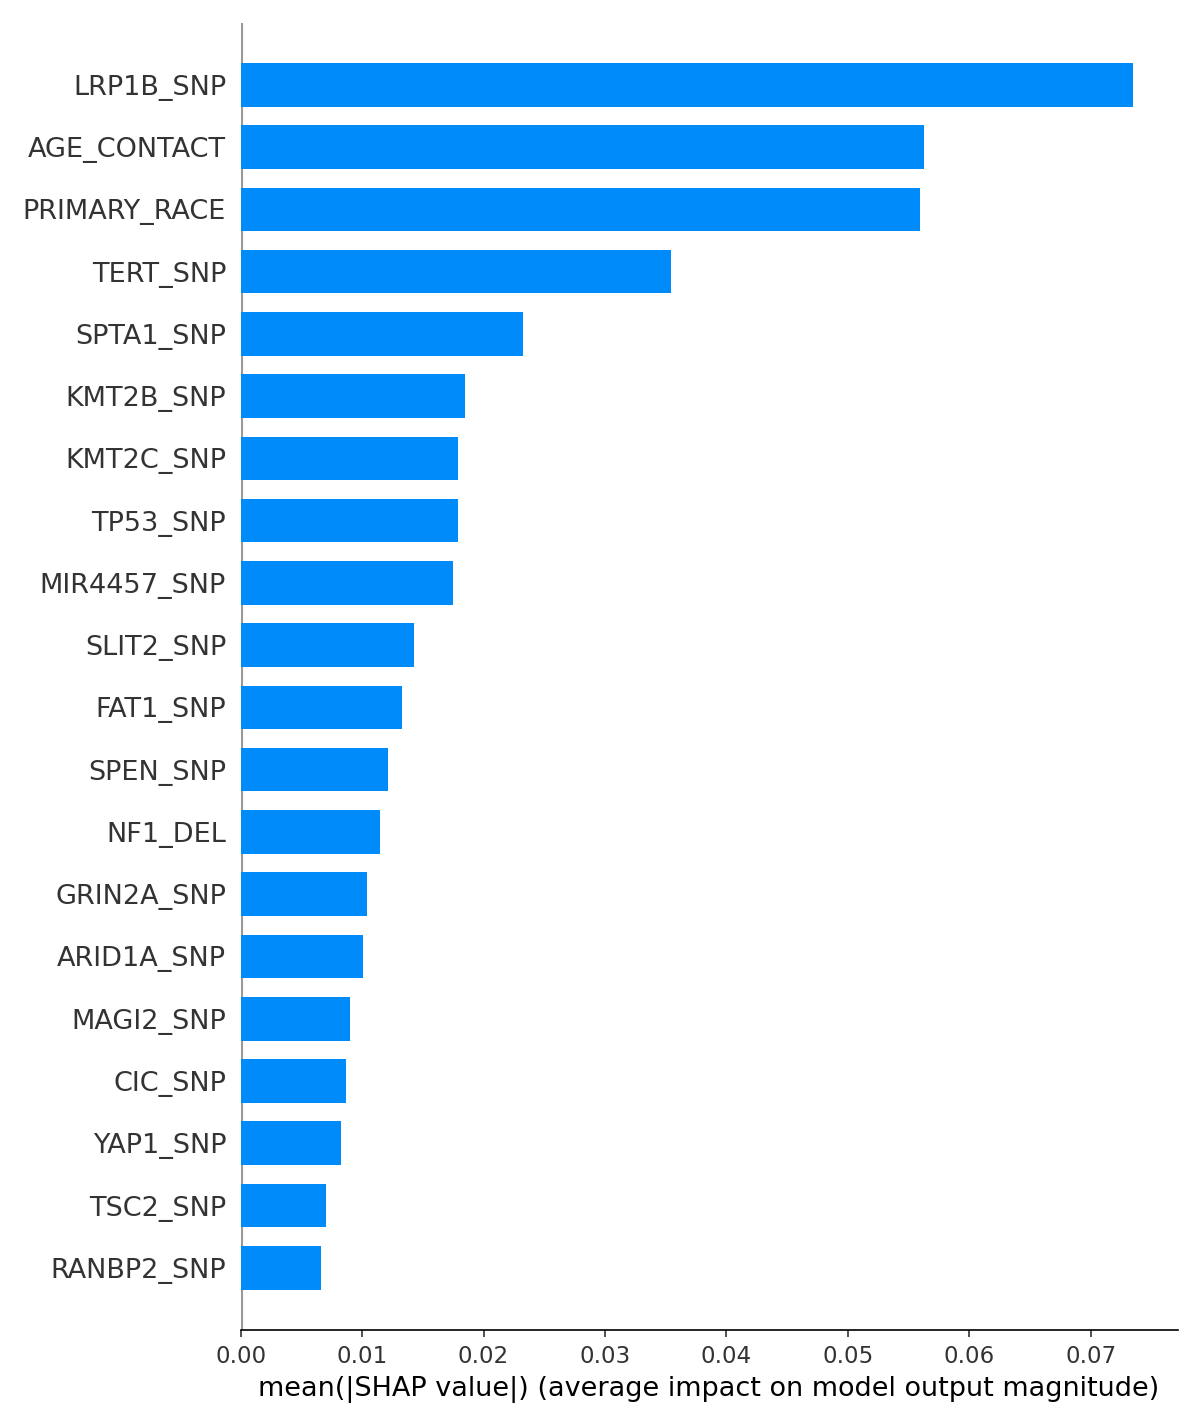 LRP1B_SNP
AGE_CONTACT
PRIMARY_RACE
TERT_SNP
SPTA1_SNP
KMT2B_SNP
KMT2C_SNP
TP53_SNP
MIR4457_SNP
SLIT2_SNP
FAT1_SNP
SPEN_SNP
NF1_DEL
GRIN2A_SNP
ARID1A_SNP
MAGI2_SNP
CIC_SNP
YAP1_SNP
TSC2_SNP
RANBP2_SNP
0.00 0.01 0.02 0.03 0.04 0.05 0.06 0.07
mean(|SHAP value|) (average impact on model output magnitude)